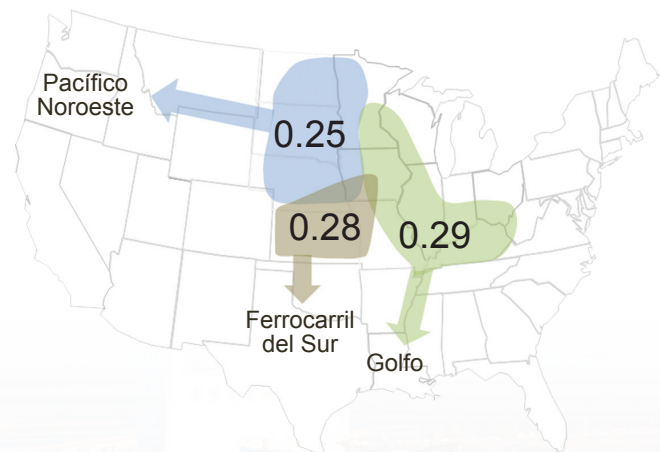 Pacífico
Noroeste
0.25
0.28
0.29
Ferrocarril
del Sur
Golfo